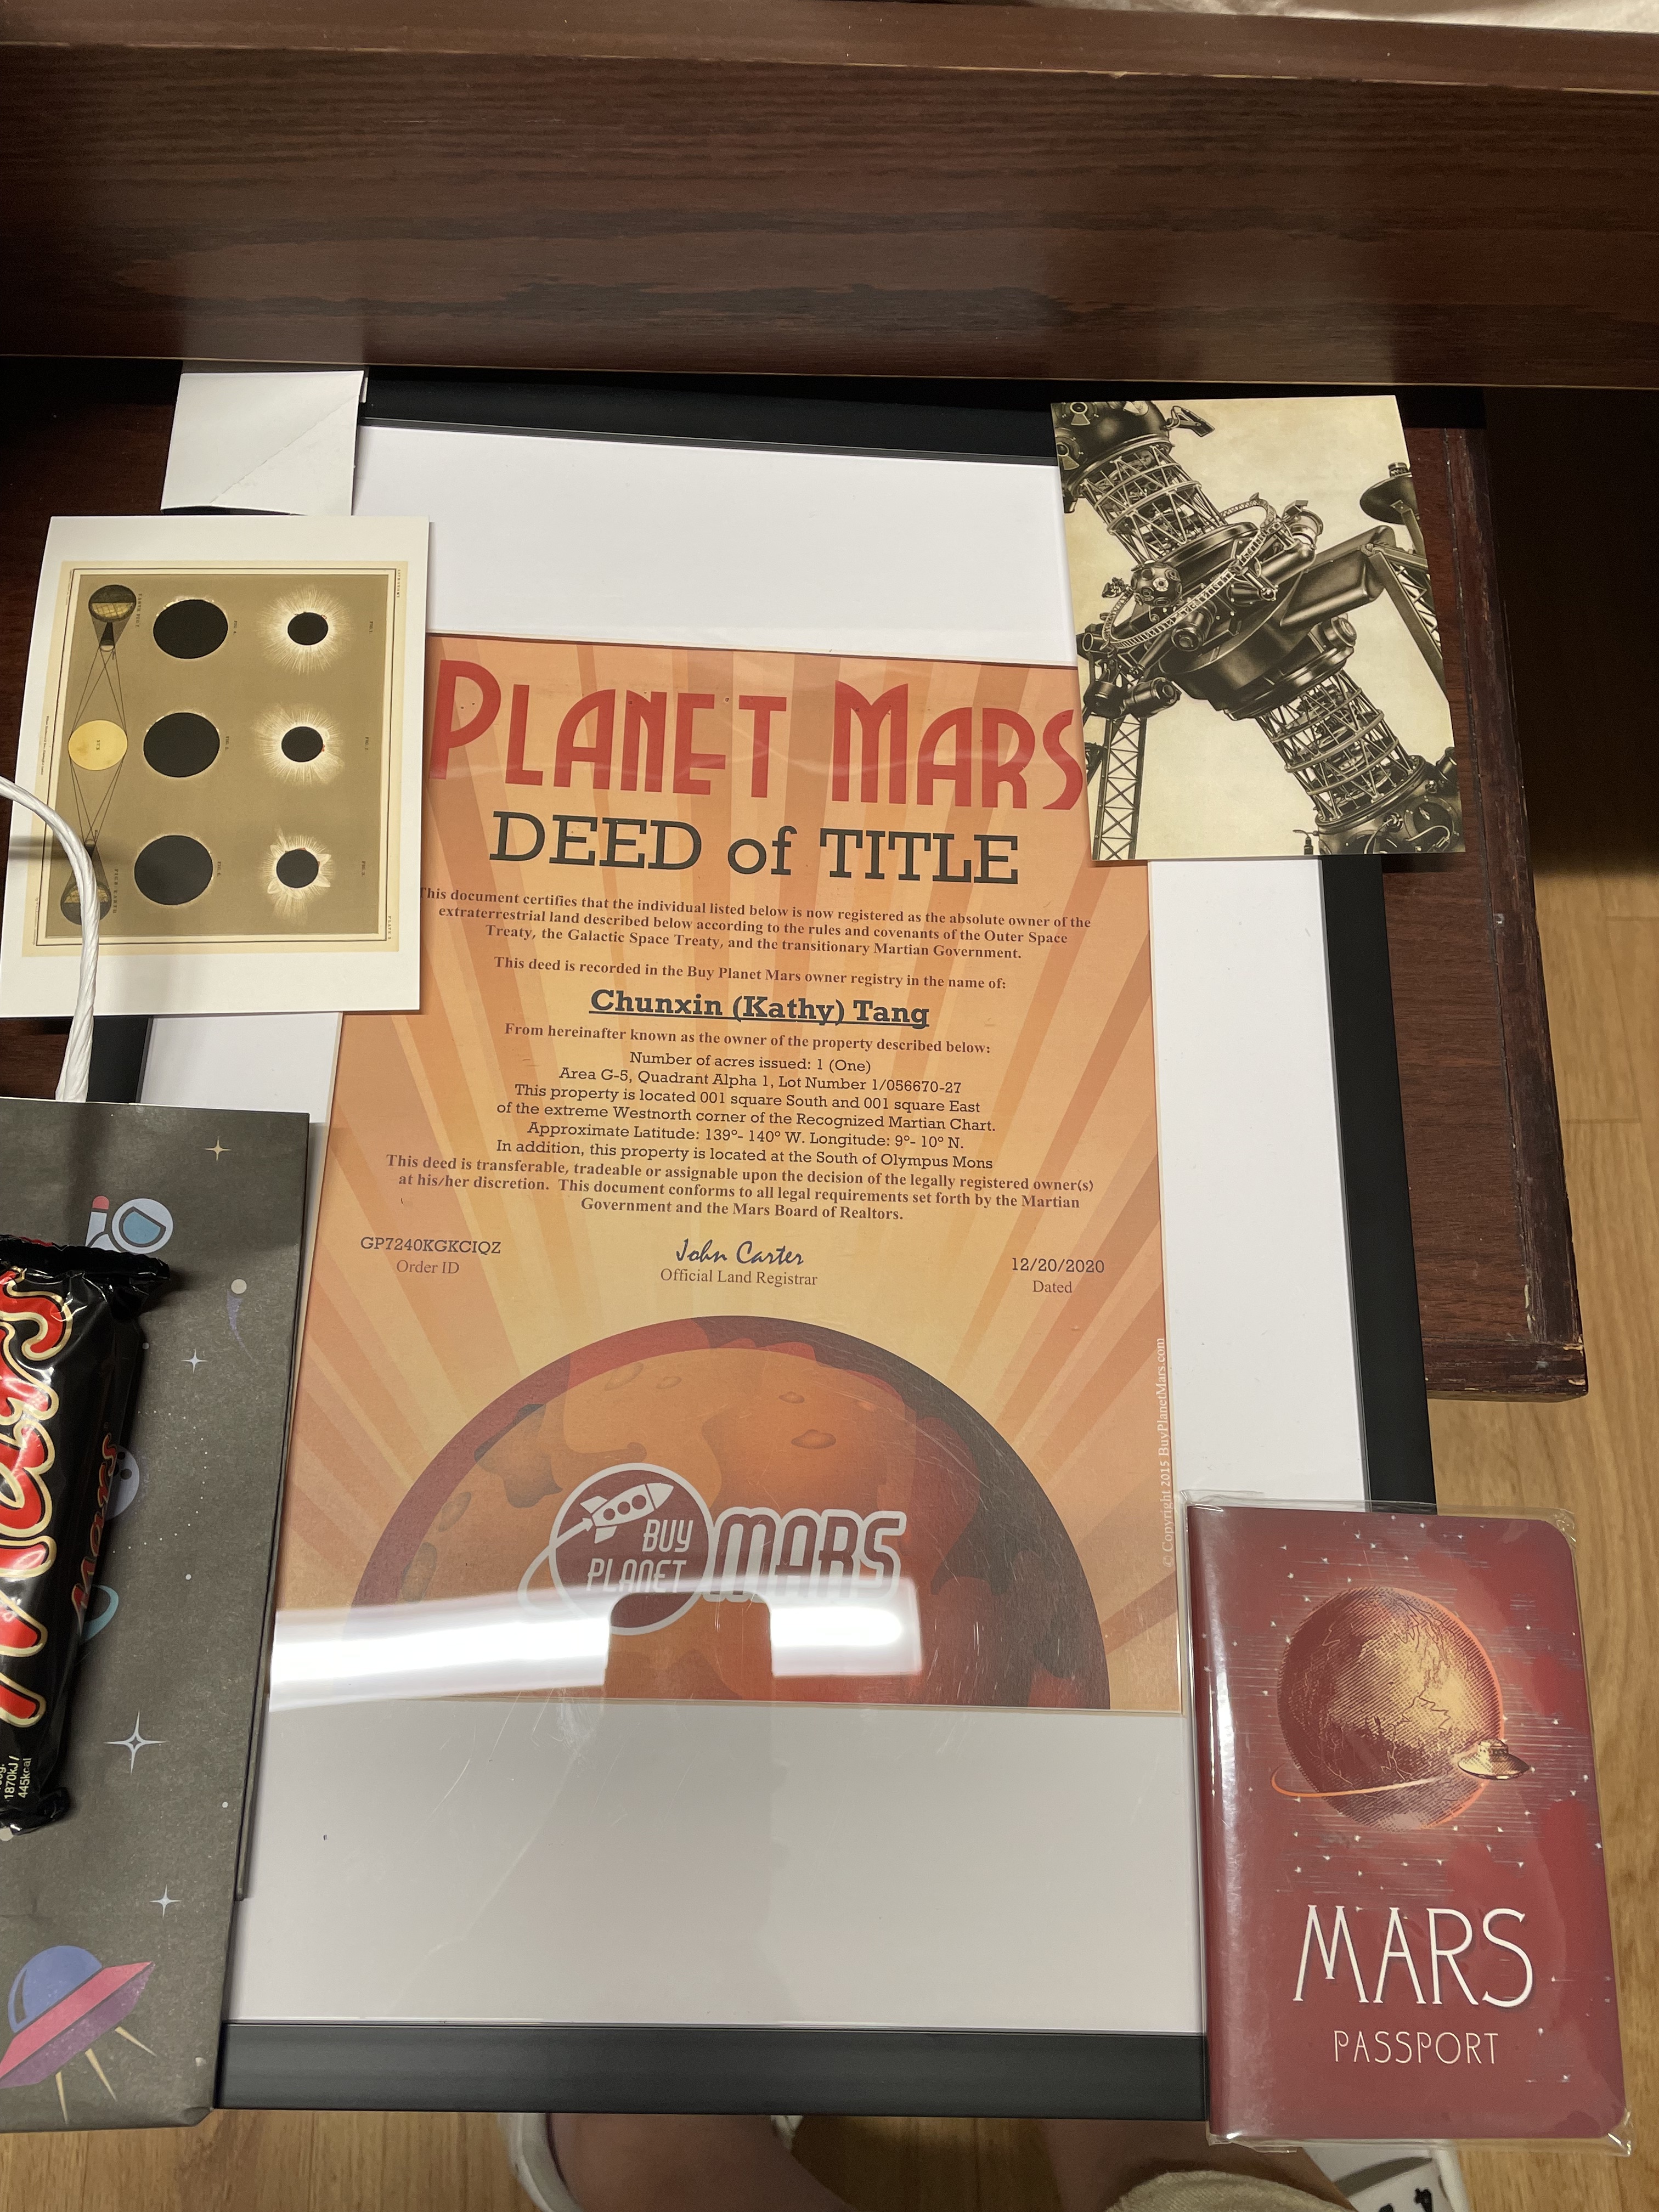 PLANET MARS
DEED of TITLE
This document certifies that the individual listed below is now registered as the absolute owner of the
extraterrestrial land described below according to the rules and covenants of the Outer Space
Treaty, the Galactic Space Treaty, and the transitionary Martian Government.
This deed is recorded in the Buy Planet Mars owner registry in the name of:
Chunxin (Kathy) Tang
From hereinafter known as the owner of the property described below:
Number of acres issued: 1 (One)
Area G-5, Quadrant Alpha 1, Lot Number 1/056670-27
This property is located 001 square South and 001 square East
of the extreme Westnorth corner of the Recognized Martian Chart.
Approximate Latitude: 139º- 140º W. Longitude: 9º- 10º N.
In addition, this property is located at the South of Olympus Mons
This deed is transferable, tradeable or assignable upon the decision of the legally registered owner(s)
at his/her discretion. This document conforms to all legal requirements set forth by the Martian
Government and the Mars Board of Realtors.
GP7240KGKCIQZ
Order ID
John Carter
Official Land Registrar
12/20/2020
Dated
© Copyright 2015 BuyPlanetMars.com
BUY
PLANET
MARS
Mars
Mars
1870kJ/
445kcal
MARS
PASSPORT